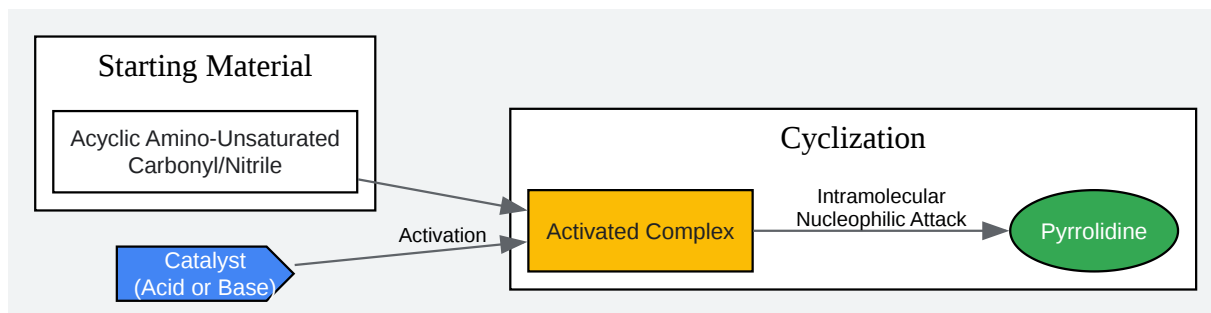 Starting Material
Acyclic Amino-Unsaturated
Carbonyl/Nitrile
Catalyst
(Acid or Base)
Activation
Cyclization
Activated Complex
Intramolecular
Nucleophilic Attack
Pyrrolidine